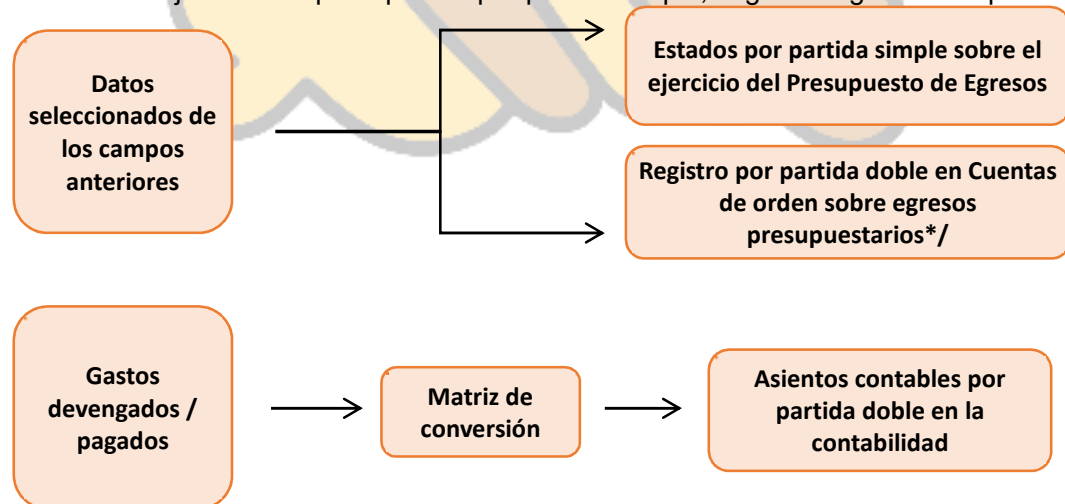 Datos
seleccionados de
los campos
anteriores
Estados por partida simple sobre el
ejercicio del Presupuesto de Egresos
Registro por partida doble en Cuentas
de orden sobre egresos
presupuestarios*/
Gastos
devengados /
pagados
Matriz de
conversión
Asientos contables por
partida doble en la
contabilidad